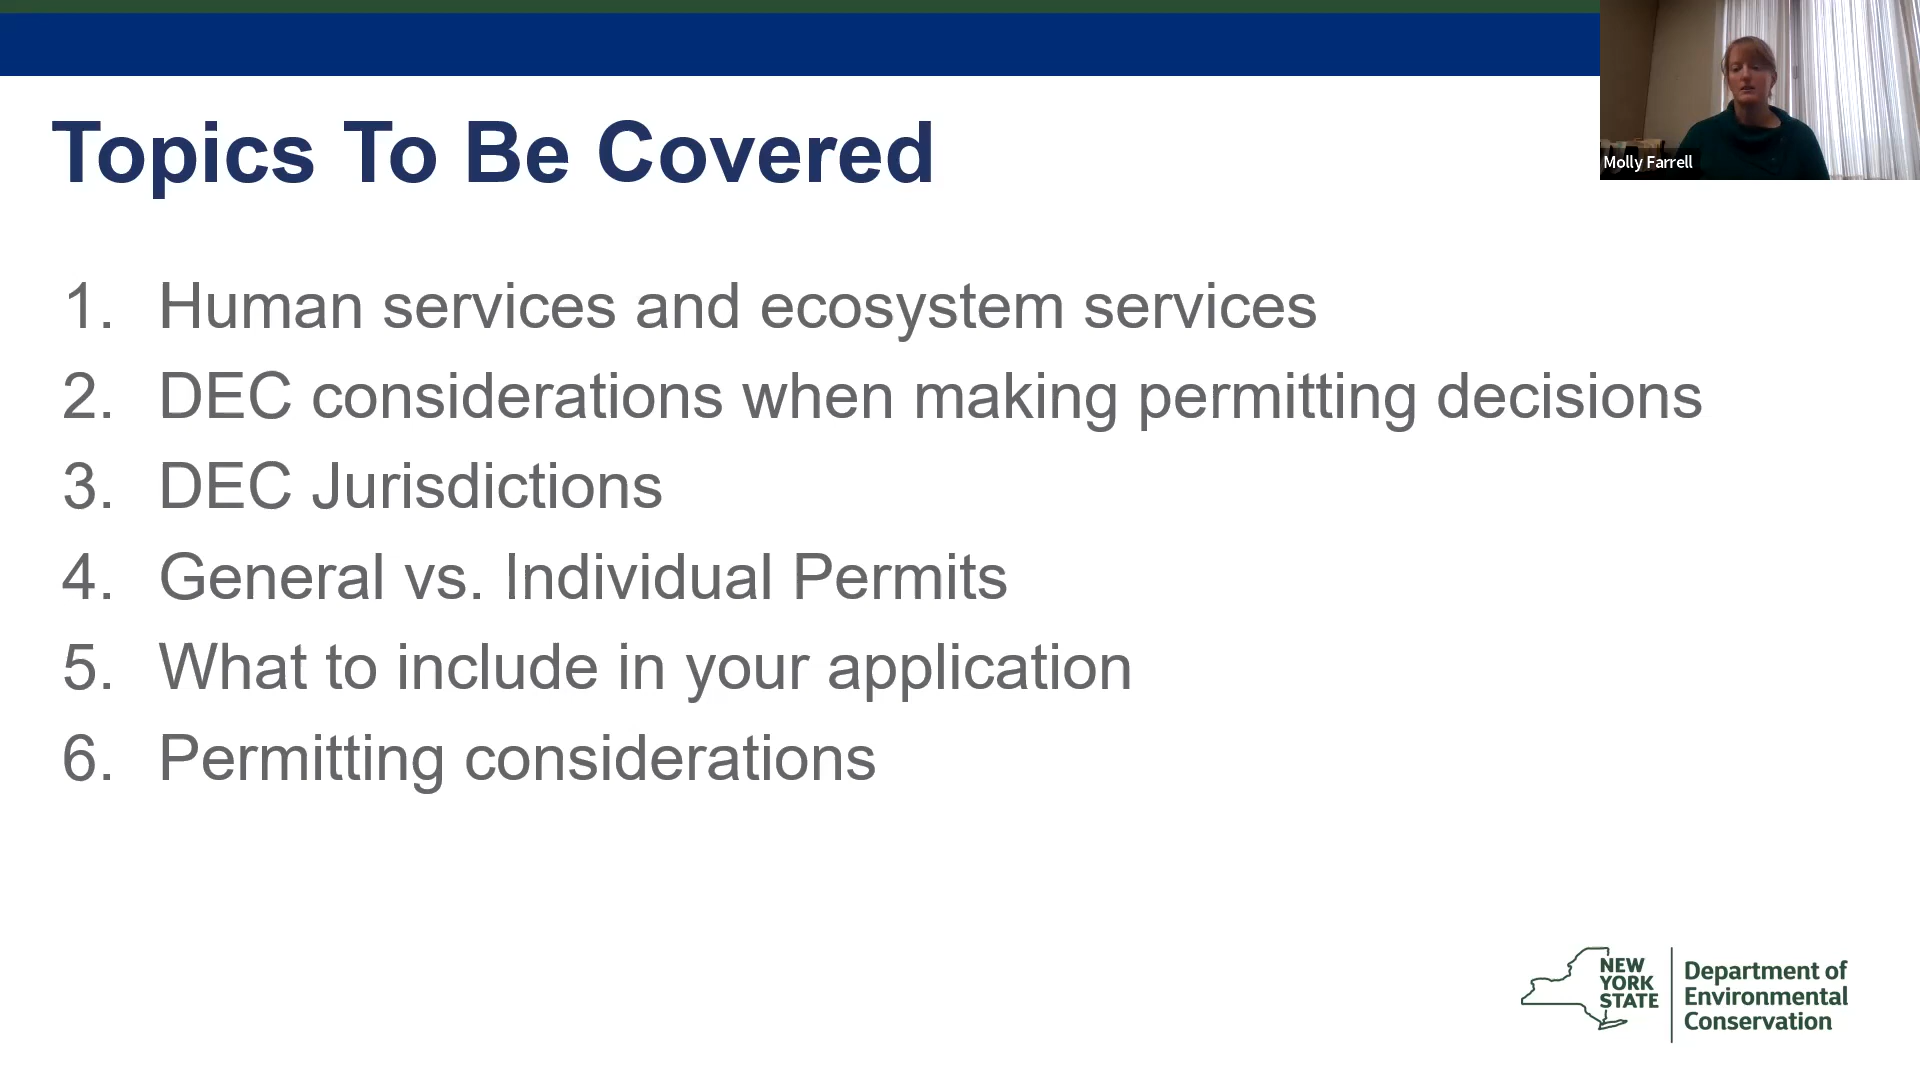 Topics To Be Covered
Molly Farrell
1. Human services and ecosystem services
2. DEC considerations when making permitting decisions
3. DEC Jurisdictions
4. General vs. Individual Permits
5. What to include in your application
6. Permitting considerations
NEW
YORK
STATE
Department of
Environmental
Conservation